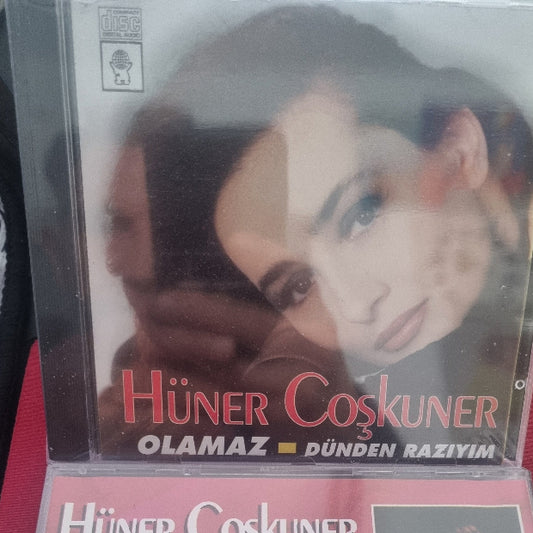 COMPACT
disc
DIGITAL AUDIO
HÜNER COŞKUNER
OLAMAZ DÜNDEN RAZIYIM
HÜNER COŞKUNER